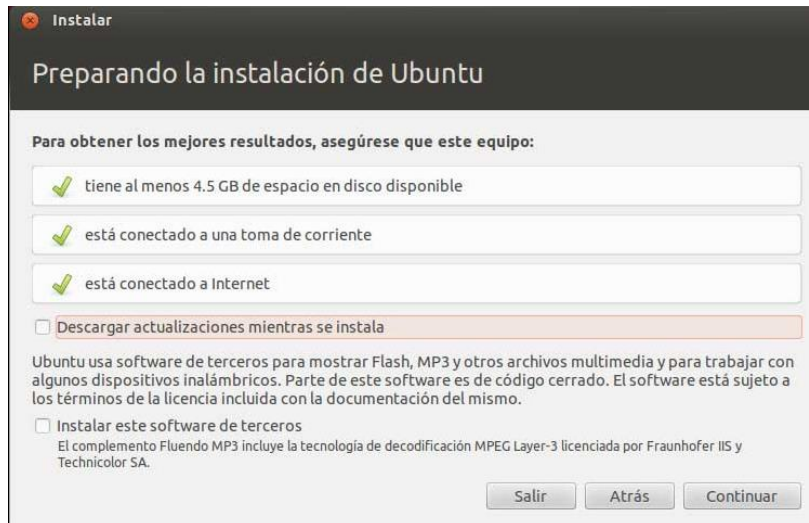 Instalar
Preparando la instalación de Ubuntu
Para obtener los mejores resultados, asegúrese que este equipo:
tiene al menos 4.5 GB de espacio en disco disponible
está conectado a una toma de corriente
está conectado a Internet
Descargar actualizaciones mientras se instala
Ubuntu usa software de terceros para mostrar Flash, MP3 y otros archivos multimedia y para trabajar con
algunos dispositivos inalámbricos. Parte de este software es de código cerrado. El software está sujeto a
los términos de la licencia incluida con la documentación del mismo.
Instalar este software de terceros
El complemento Fluendo MP3 incluye la tecnología de decodificación MPEG Layer-3 licenciada por Fraunhofer IIS y
Technicolor SA.
Salir Atrás Continuar